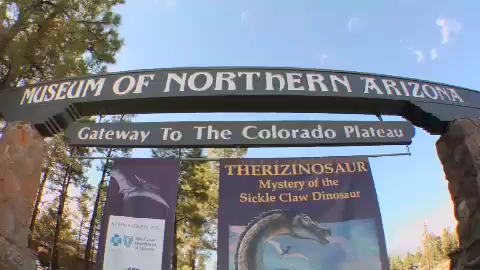 MUSEUM OF NORTHERN ARIZONA
Gateway To The Colorado Plateau
THERIZINOSAUR
Mystery of the
Sickle Claw Dinosaur